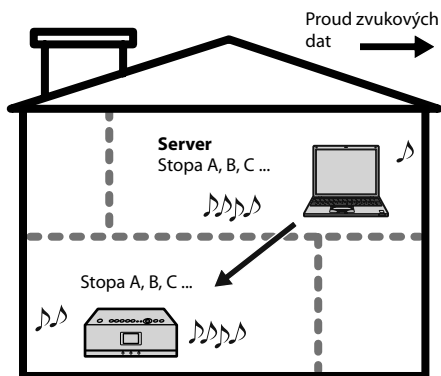 Proud zvukových
dat
Server
Stopa A, B, C ...
Stopa A, B, C ...